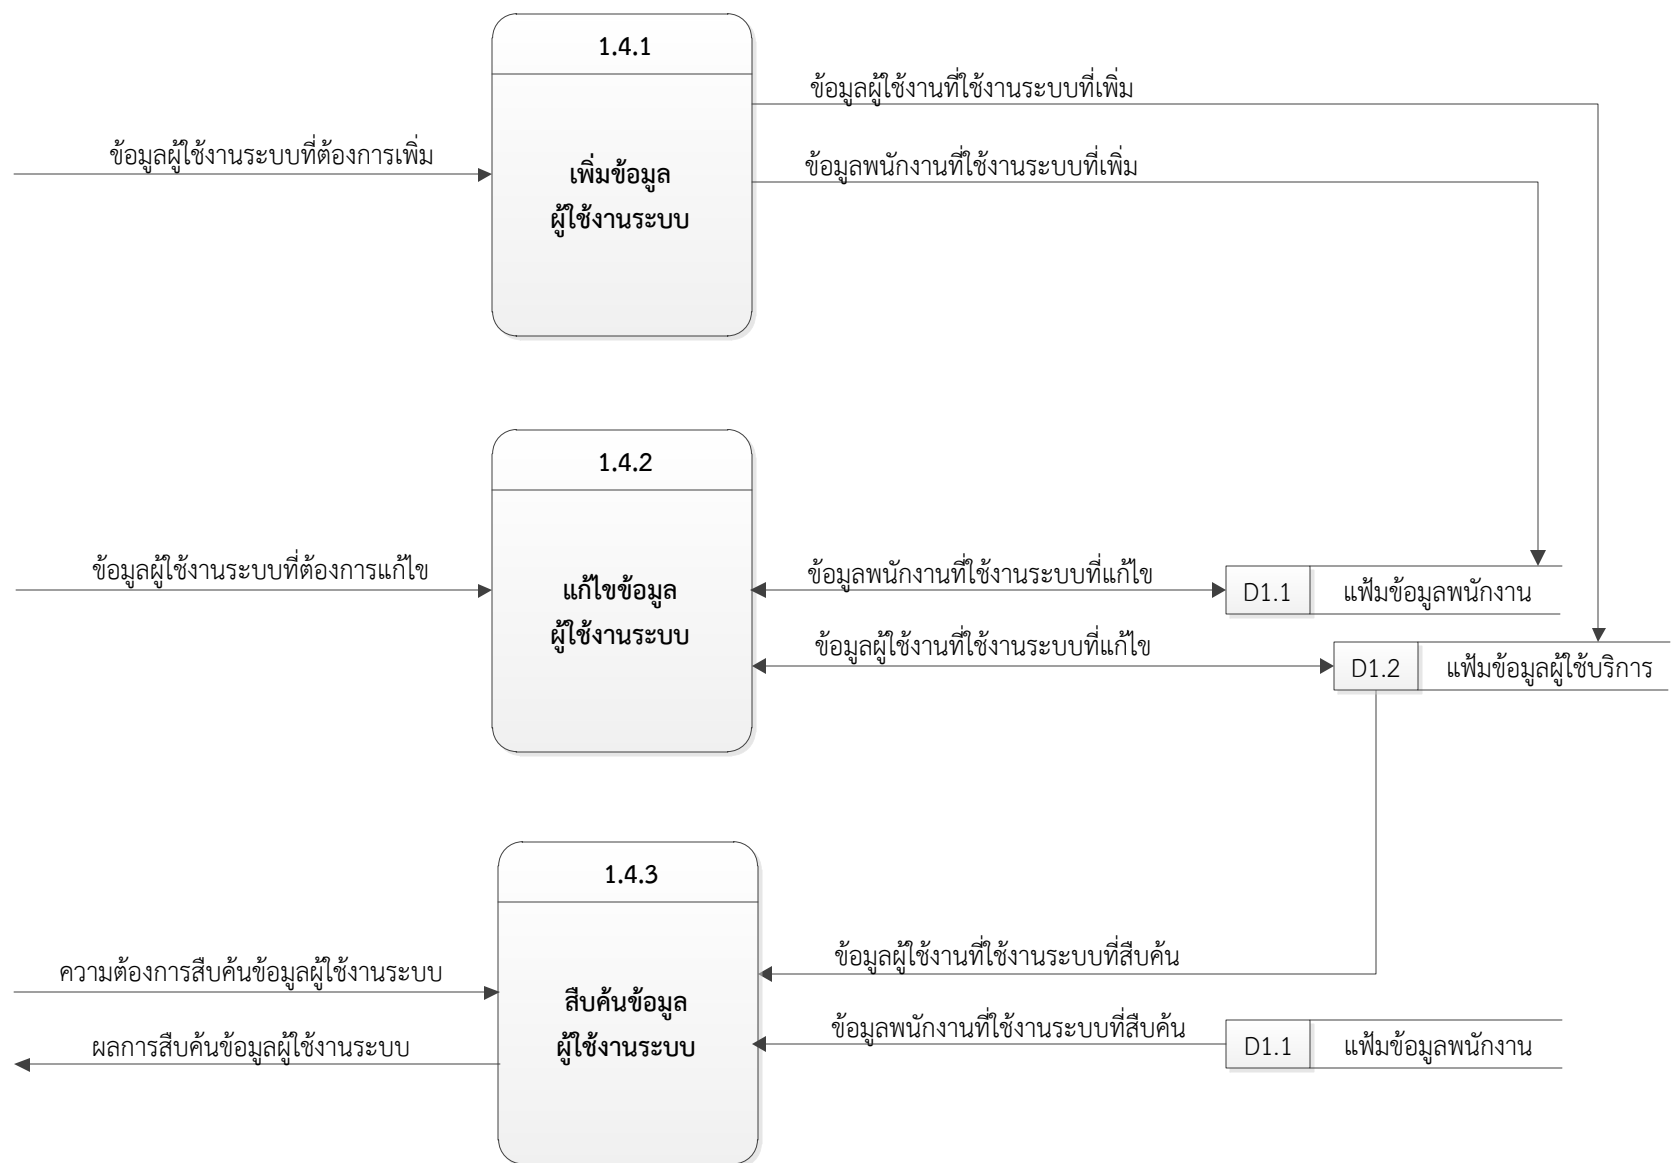 1.4.1
ข้อมูลผู้ใช้งานที่ใช้งานระบบที่เพิ่ม
ข้อมูลผู้ใช้งานระบบที่ต้องการเพิ่ม
ข้อมูลพนักงานที่ใช้งานระบบที่เพิ่ม
เพิ่มข้อมูล
ผู้ใช้งานระบบ
1.4.2
ข้อมูลผู้ใช้งานระบบที่ต้องการแก้ไข
ข้อมูลพนักงานที่ใช้งานระบบที่แก้ไข
แก้ไขข้อมูล
ผู้ใช้งานระบบ
D1.1 แฟ้มข้อมูลพนักงาน
ข้อมูลผู้ใช้งานที่ใช้งานระบบที่แก้ไข
D1.2 แฟ้มข้อมูลผู้ใช้บริการ
1.4.3
ความต้องการสืบค้นข้อมูลผู้ใช้งานระบบ
ข้อมูลผู้ใช้งานที่ใช้งานระบบที่สืบค้น
สืบค้นข้อมูล
ผู้ใช้งานระบบ
ข้อมูลพนักงานที่ใช้งานระบบที่สืบค้น
ผลการสืบค้นข้อมูลผู้ใช้งานระบบ
D1.1 แฟ้มข้อมูลพนักงาน